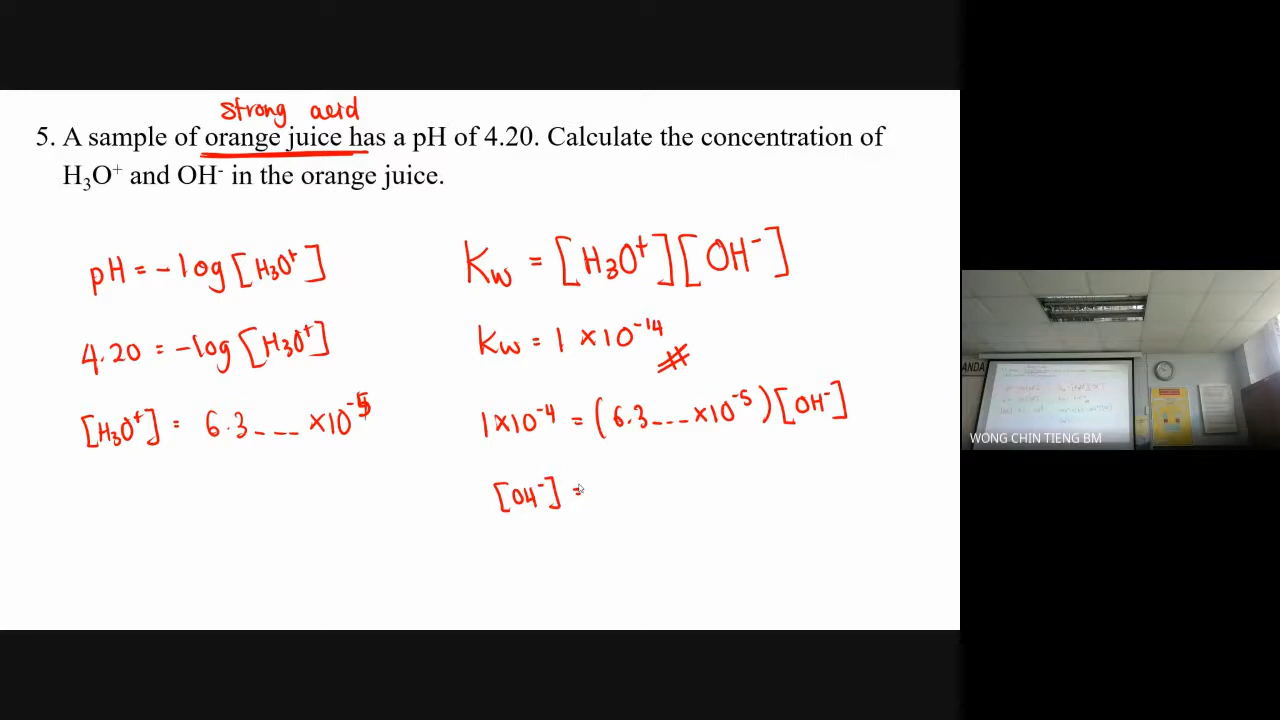 strong acid
5. A sample of orange juice has a pH of 4.20. Calculate the concentration of
H₃O⁺ and OH⁻ in the orange juice.
pH = -log [H₃O⁺]
4.20 = -log [H₃O⁺]
[H₃O⁺] = 6.3... × 10⁻⁵
Kw = [H₃O⁺][OH⁻]
Kw = 1 × 10⁻¹⁴
1 × 10⁻⁴ = (6.3... × 10⁻⁵)[OH⁻]
[OH⁻] =
WONG CHIN TIENG BM